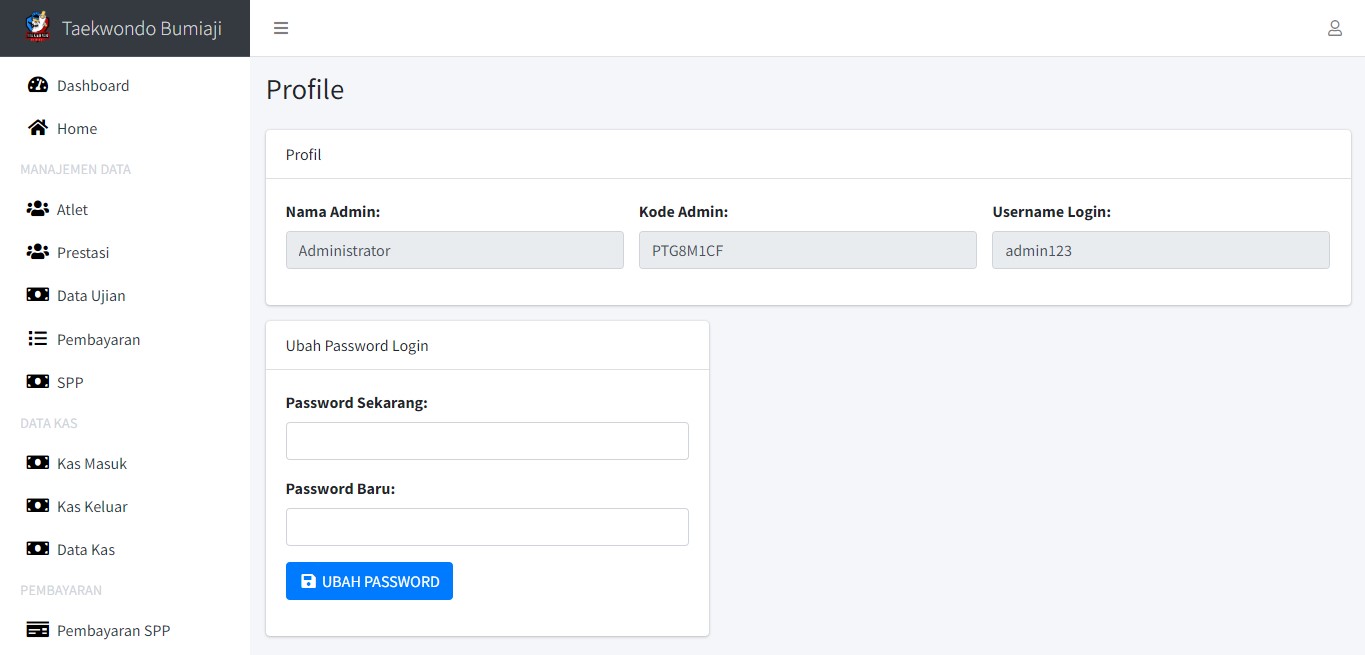 Taekwondo Bumiaji
Dashboard
Home
MANAJEMEN DATA
Atlet
Prestasi
Data Ujian
Pembayaran
SPP
DATA KAS
Kas Masuk
Kas Keluar
Data Kas
PEMBAYARAN
Pembayaran SPP
Profile
Profil
Nama Admin: Kode Admin: Username Login:
Administrator PTG8M1CF admin123
Ubah Password Login
Password Sekarang:
Password Baru:
UBAH PASSWORD